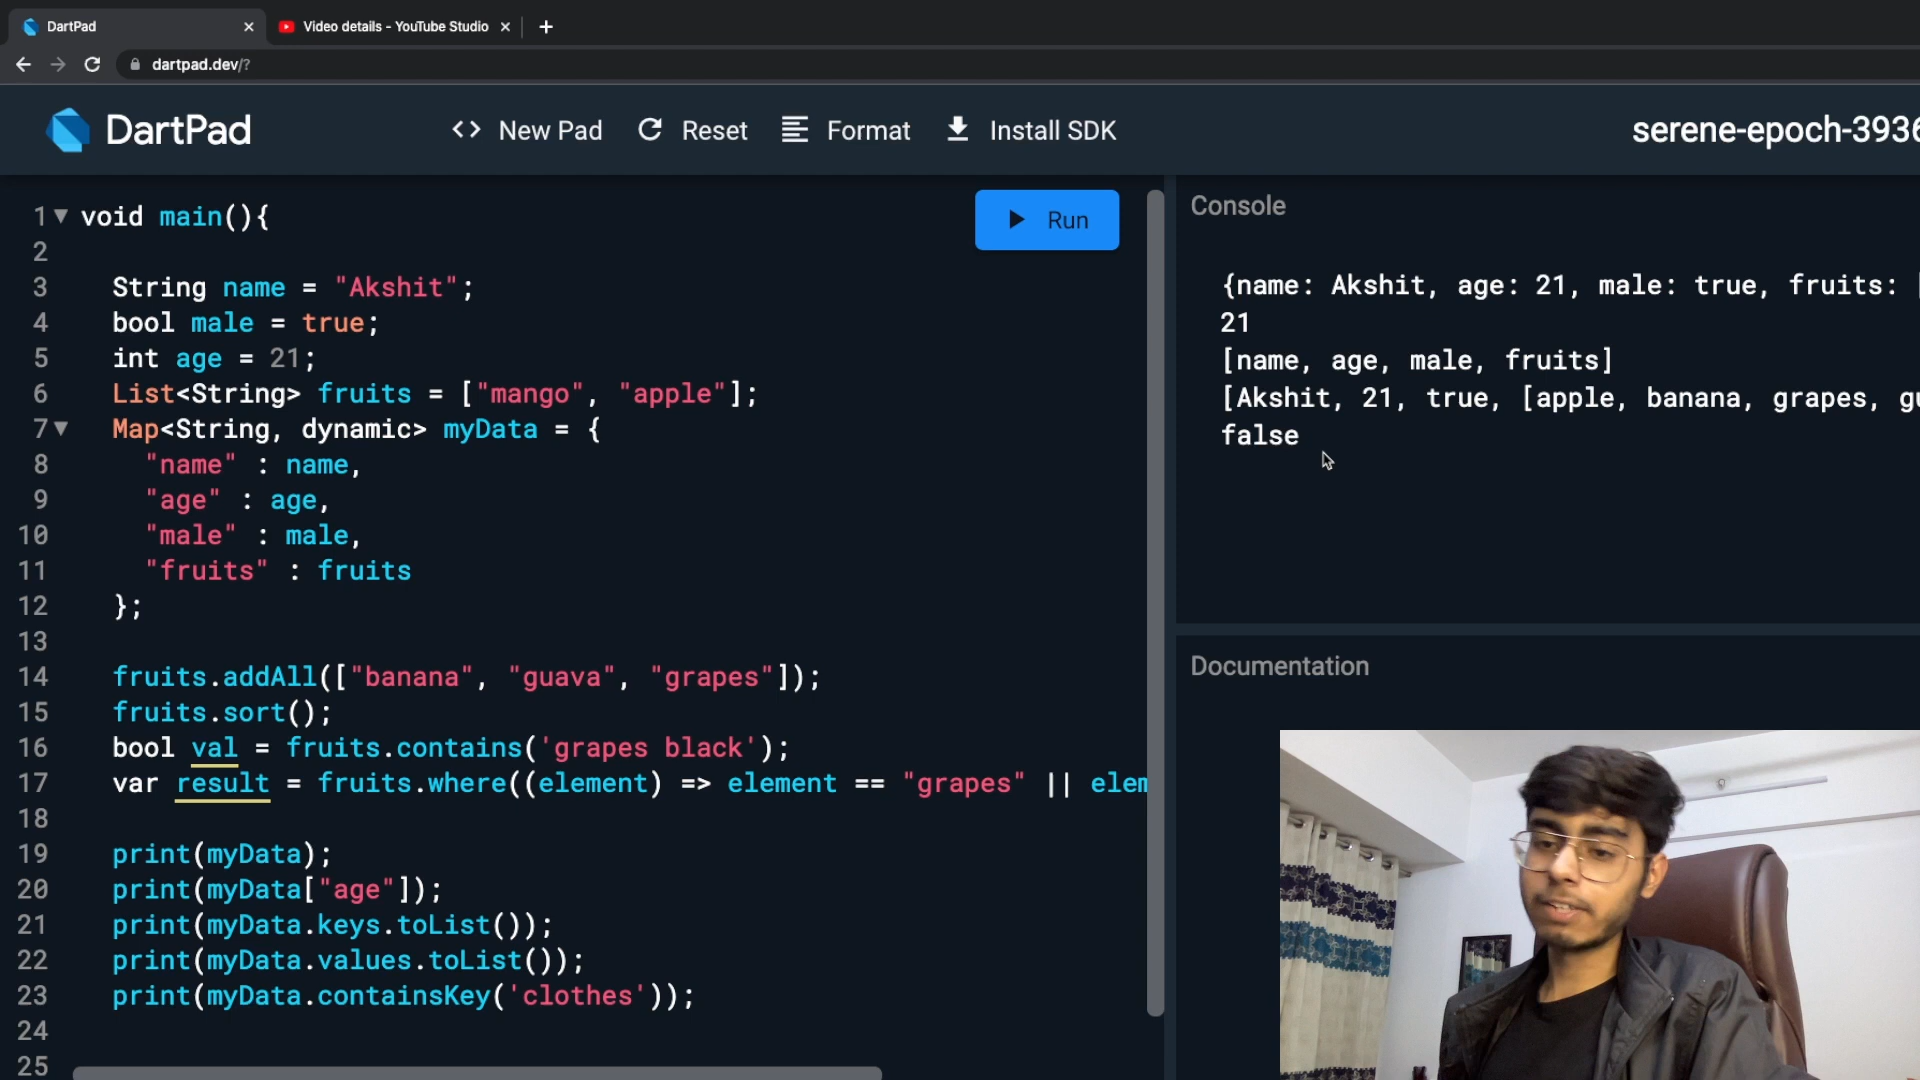 DartPad
Video details - YouTube Studio
dartpad.dev/?
DartPad
<> New Pad
Reset
Format
Install SDK
serene-epoch-3936
1 void main(){
2
3 String name = "Akshit";
4 bool male = true;
5 int age = 21;
6 List<String> fruits = ["mango", "apple"];
7 Map<String, dynamic> myData = {
8 "name" : name,
9 "age" : age,
10 "male" : male,
11 "fruits" : fruits
12 };
13
14 fruits.addAll(["banana", "guava", "grapes"]);
15 fruits.sort();
16 bool val = fruits.contains('grapes black');
17 var result = fruits.where((element) => element == "grapes" || elem
18
19 print(myData);
20 print(myData["age"]);
21 print(myData.keys.toList());
22 print(myData.values.toList());
23 print(myData.containsKey('clothes'));
24
25
Run
Console
{name: Akshit, age: 21, male: true, fruits: [
21
[name, age, male, fruits]
[Akshit, 21, true, [apple, banana, grapes, gu
false
Documentation